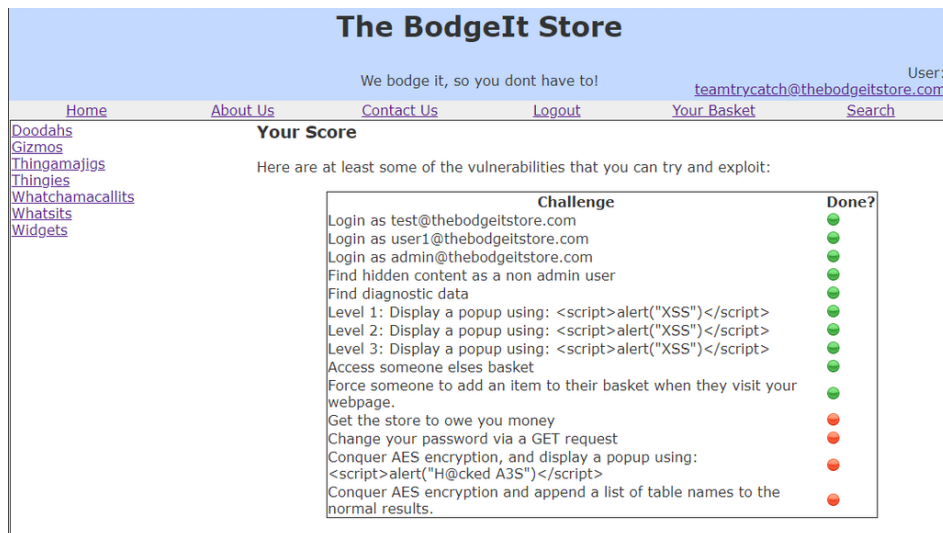 The BodgeIt Store
We bodge it, so you dont have to!
User:
teamtrycatch@thebodgeitstore.com
Home About Us Contact Us Logout Your Basket Search
Doodahs
Gizmos
Thingamajigs
Thingies
Whatchamacallits
Whatsits
Widgets
Your Score
Here are at least some of the vulnerabilities that you can try and exploit:
Challenge Done?
Login as test@thebodgeitstore.com
Login as user1@thebodgeitstore.com
Login as admin@thebodgeitstore.com
Find hidden content as a non admin user
Find diagnostic data
Level 1: Display a popup using: <script>alert("XSS")</script>
Level 2: Display a popup using: <script>alert("XSS")</script>
Level 3: Display a popup using: <script>alert("XSS")</script>
Access someone elses basket
Force someone to add an item to their basket when they visit your
webpage.
Get the store to owe you money
Change your password via a GET request
Conquer AES encryption, and display a popup using:
<script>alert("H@cked A3S")</script>
Conquer AES encryption and append a list of table names to the
normal results.